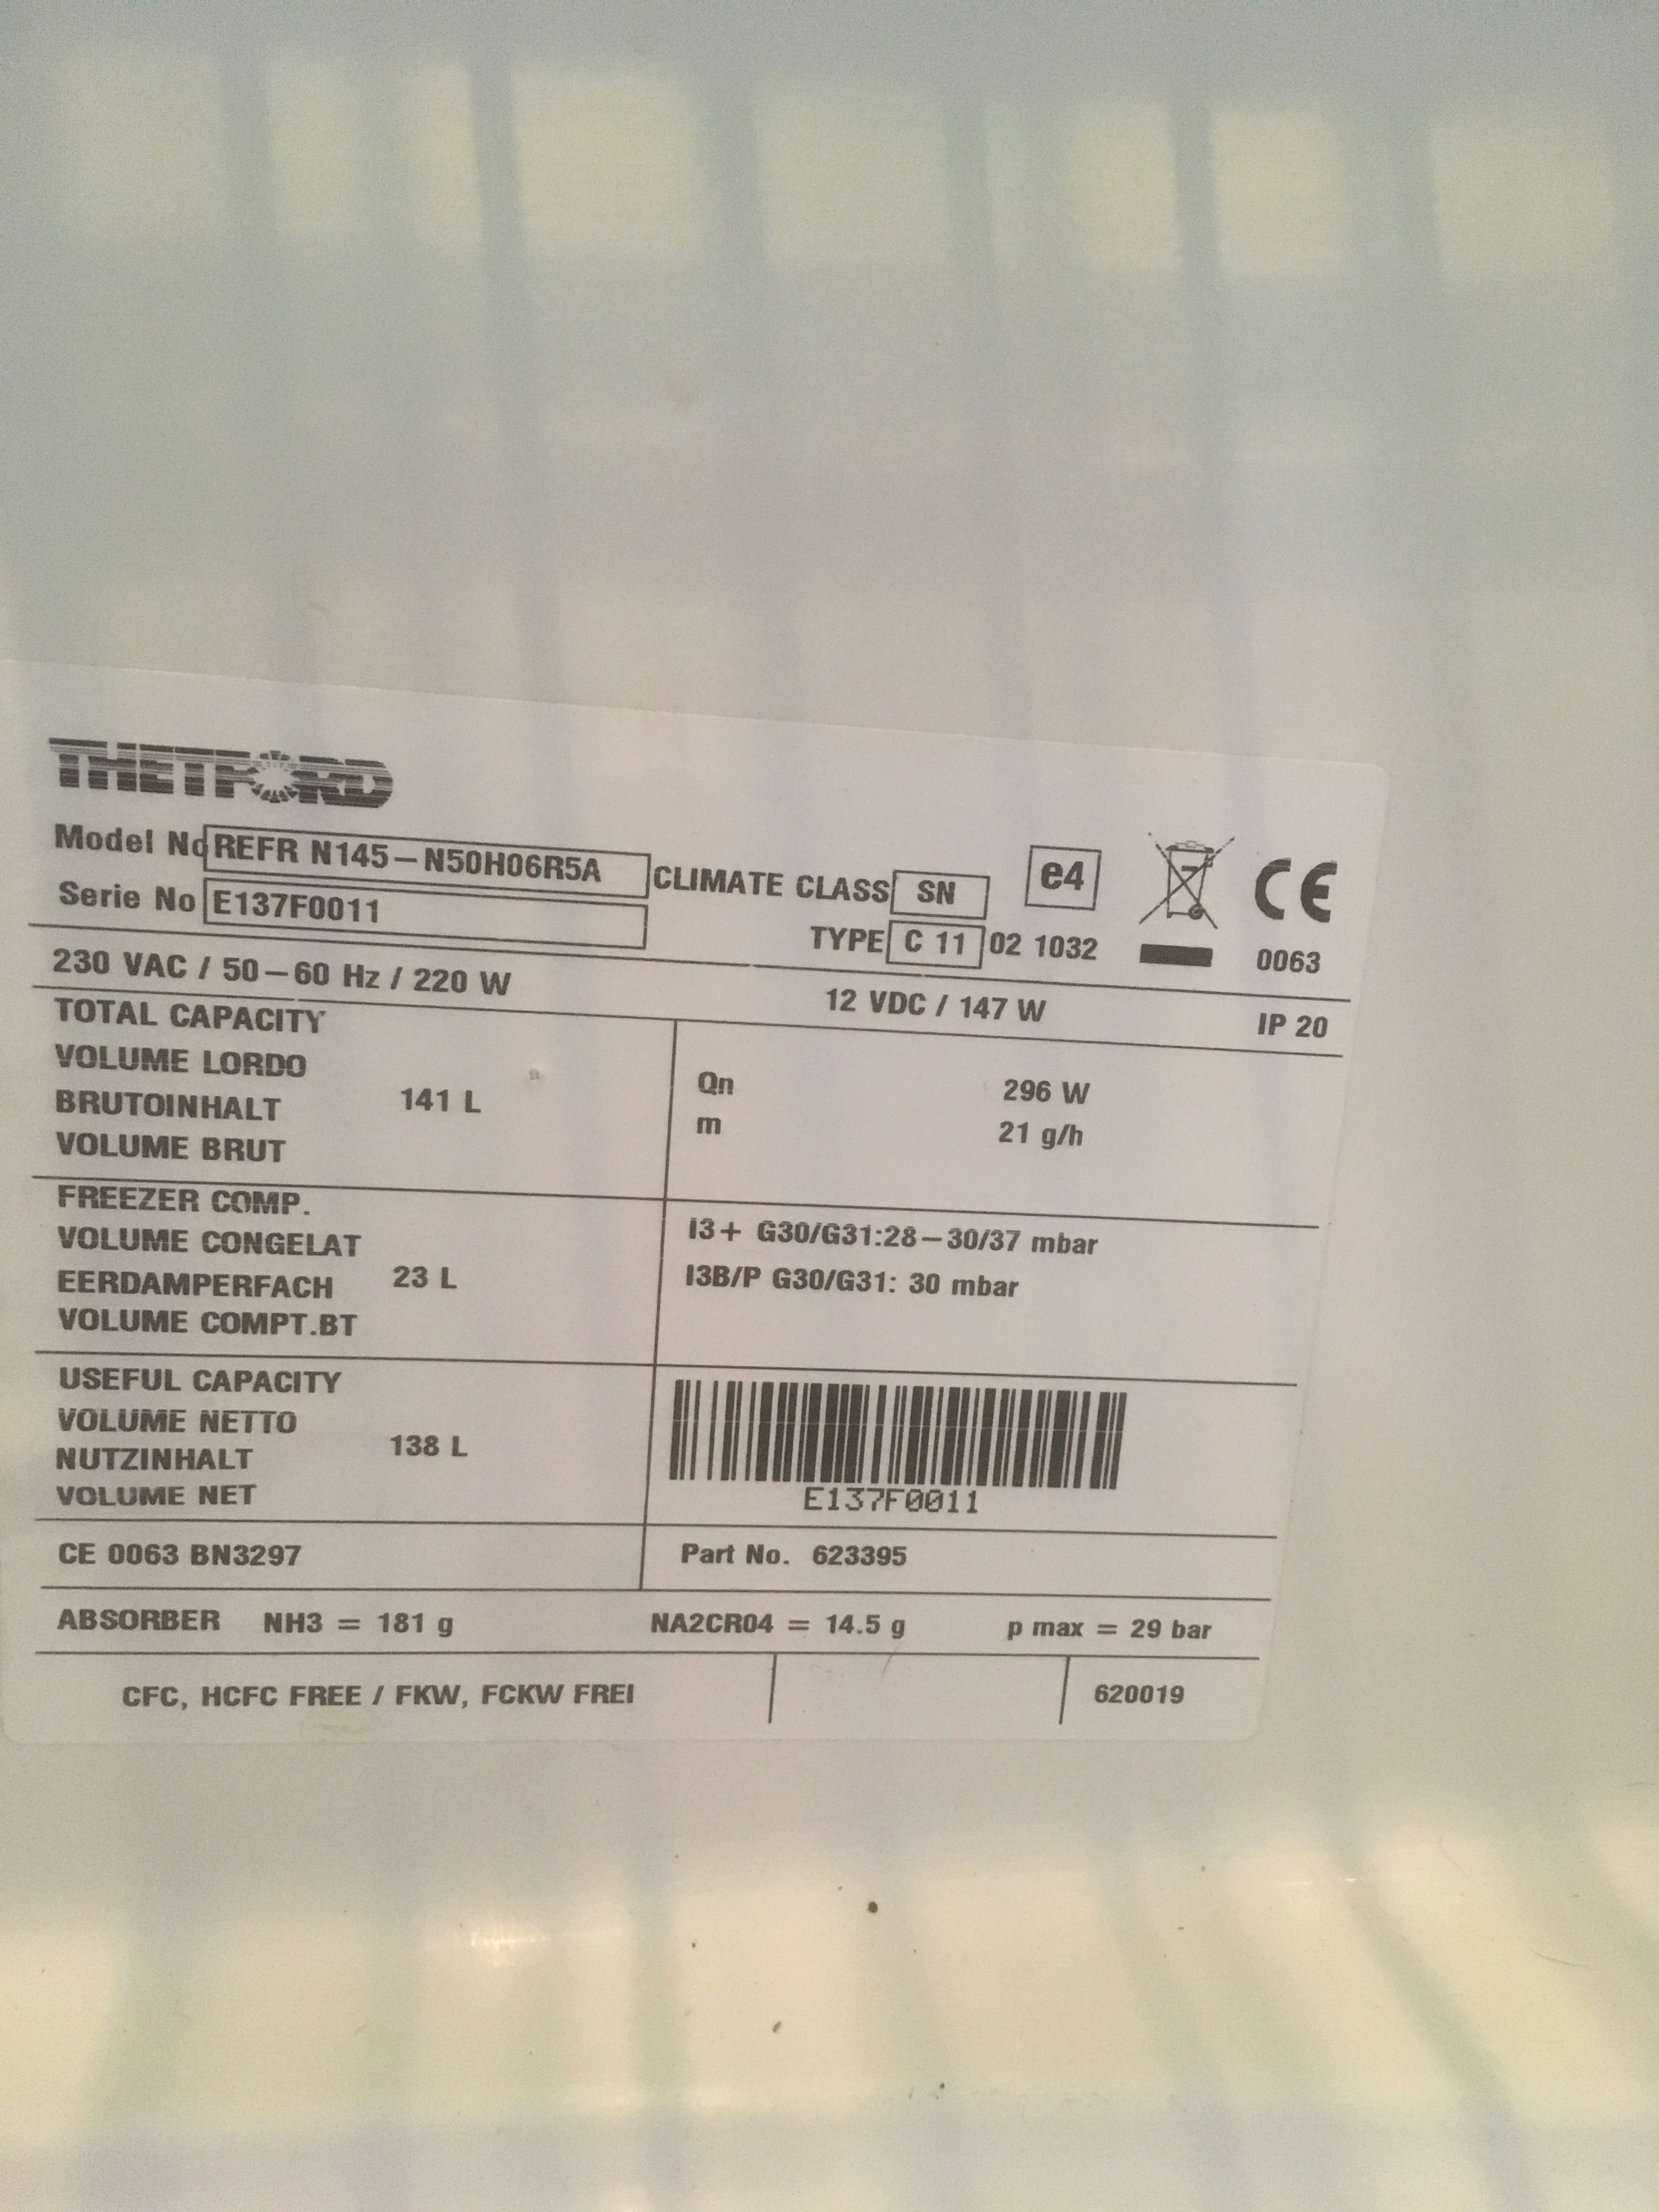 THETFORD
Model No REFR N145-N50H06R5A CLIMATE CLASS SN e4 CE
Serie No E137F0011 TYPE C 11 02 1032 0063
230 VAC / 50-60 Hz / 220 W 12 VDC / 147 W IP 20
TOTAL CAPACITY
VOLUME LORDO
BRUTOINHALT 141 L
VOLUME BRUT
Qn 296 W
m 21 g/h
FREEZER COMP.
VOLUME CONGELAT
EERDAMPERFACH 23 L
VOLUME COMPT.BT
I3+ G30/G31:28-30/37 mbar
I3B/P G30/G31: 30 mbar
USEFUL CAPACITY
VOLUME NETTO
NUTZINHALT 138 L
VOLUME NET
E137F0011
CE 0063 BN3297 Part No. 623395
ABSORBER NH3 = 181 g NA2CR04 = 14.5 g p max = 29 bar
CFC, HCFC FREE / FKW, FCKW FREI 620019